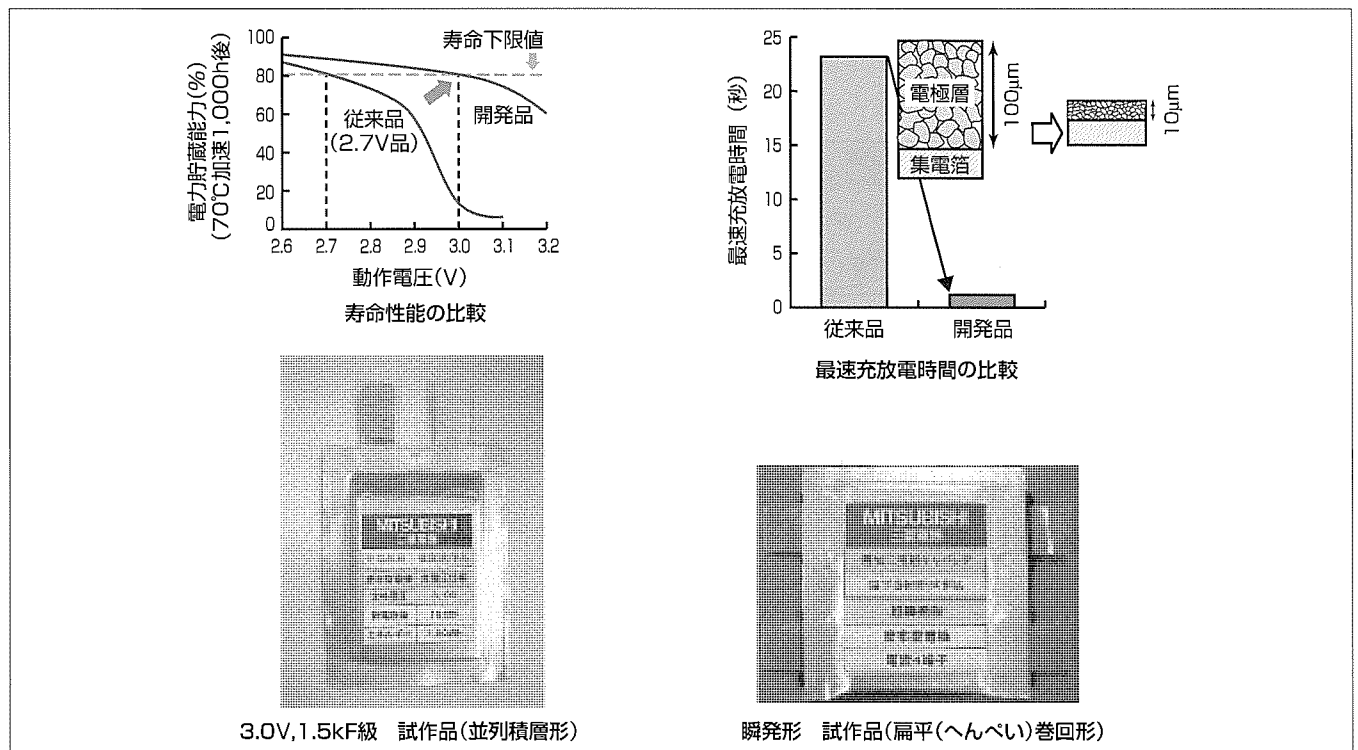 100
80
60
40
20
0
電力貯蔵能力(%)
(70℃加速1,000h後)
寿命下限値
従来品
(2.7V品)
開発品
2.6 2.7 2.8 2.9 3.0 3.1 3.2
動作電圧(V)
寿命性能の比較
25
20
15
10
5
0
最速充放電時間(秒)
電極層
集電箔
100μm
10μm
従来品 開発品
最速充放電時間の比較
MITSUBISHI
3.0V,1.5kF級 試作品(並列積層形)
MITSUBISHI
瞬発形 試作品(扁平(へんぺい)巻回形)